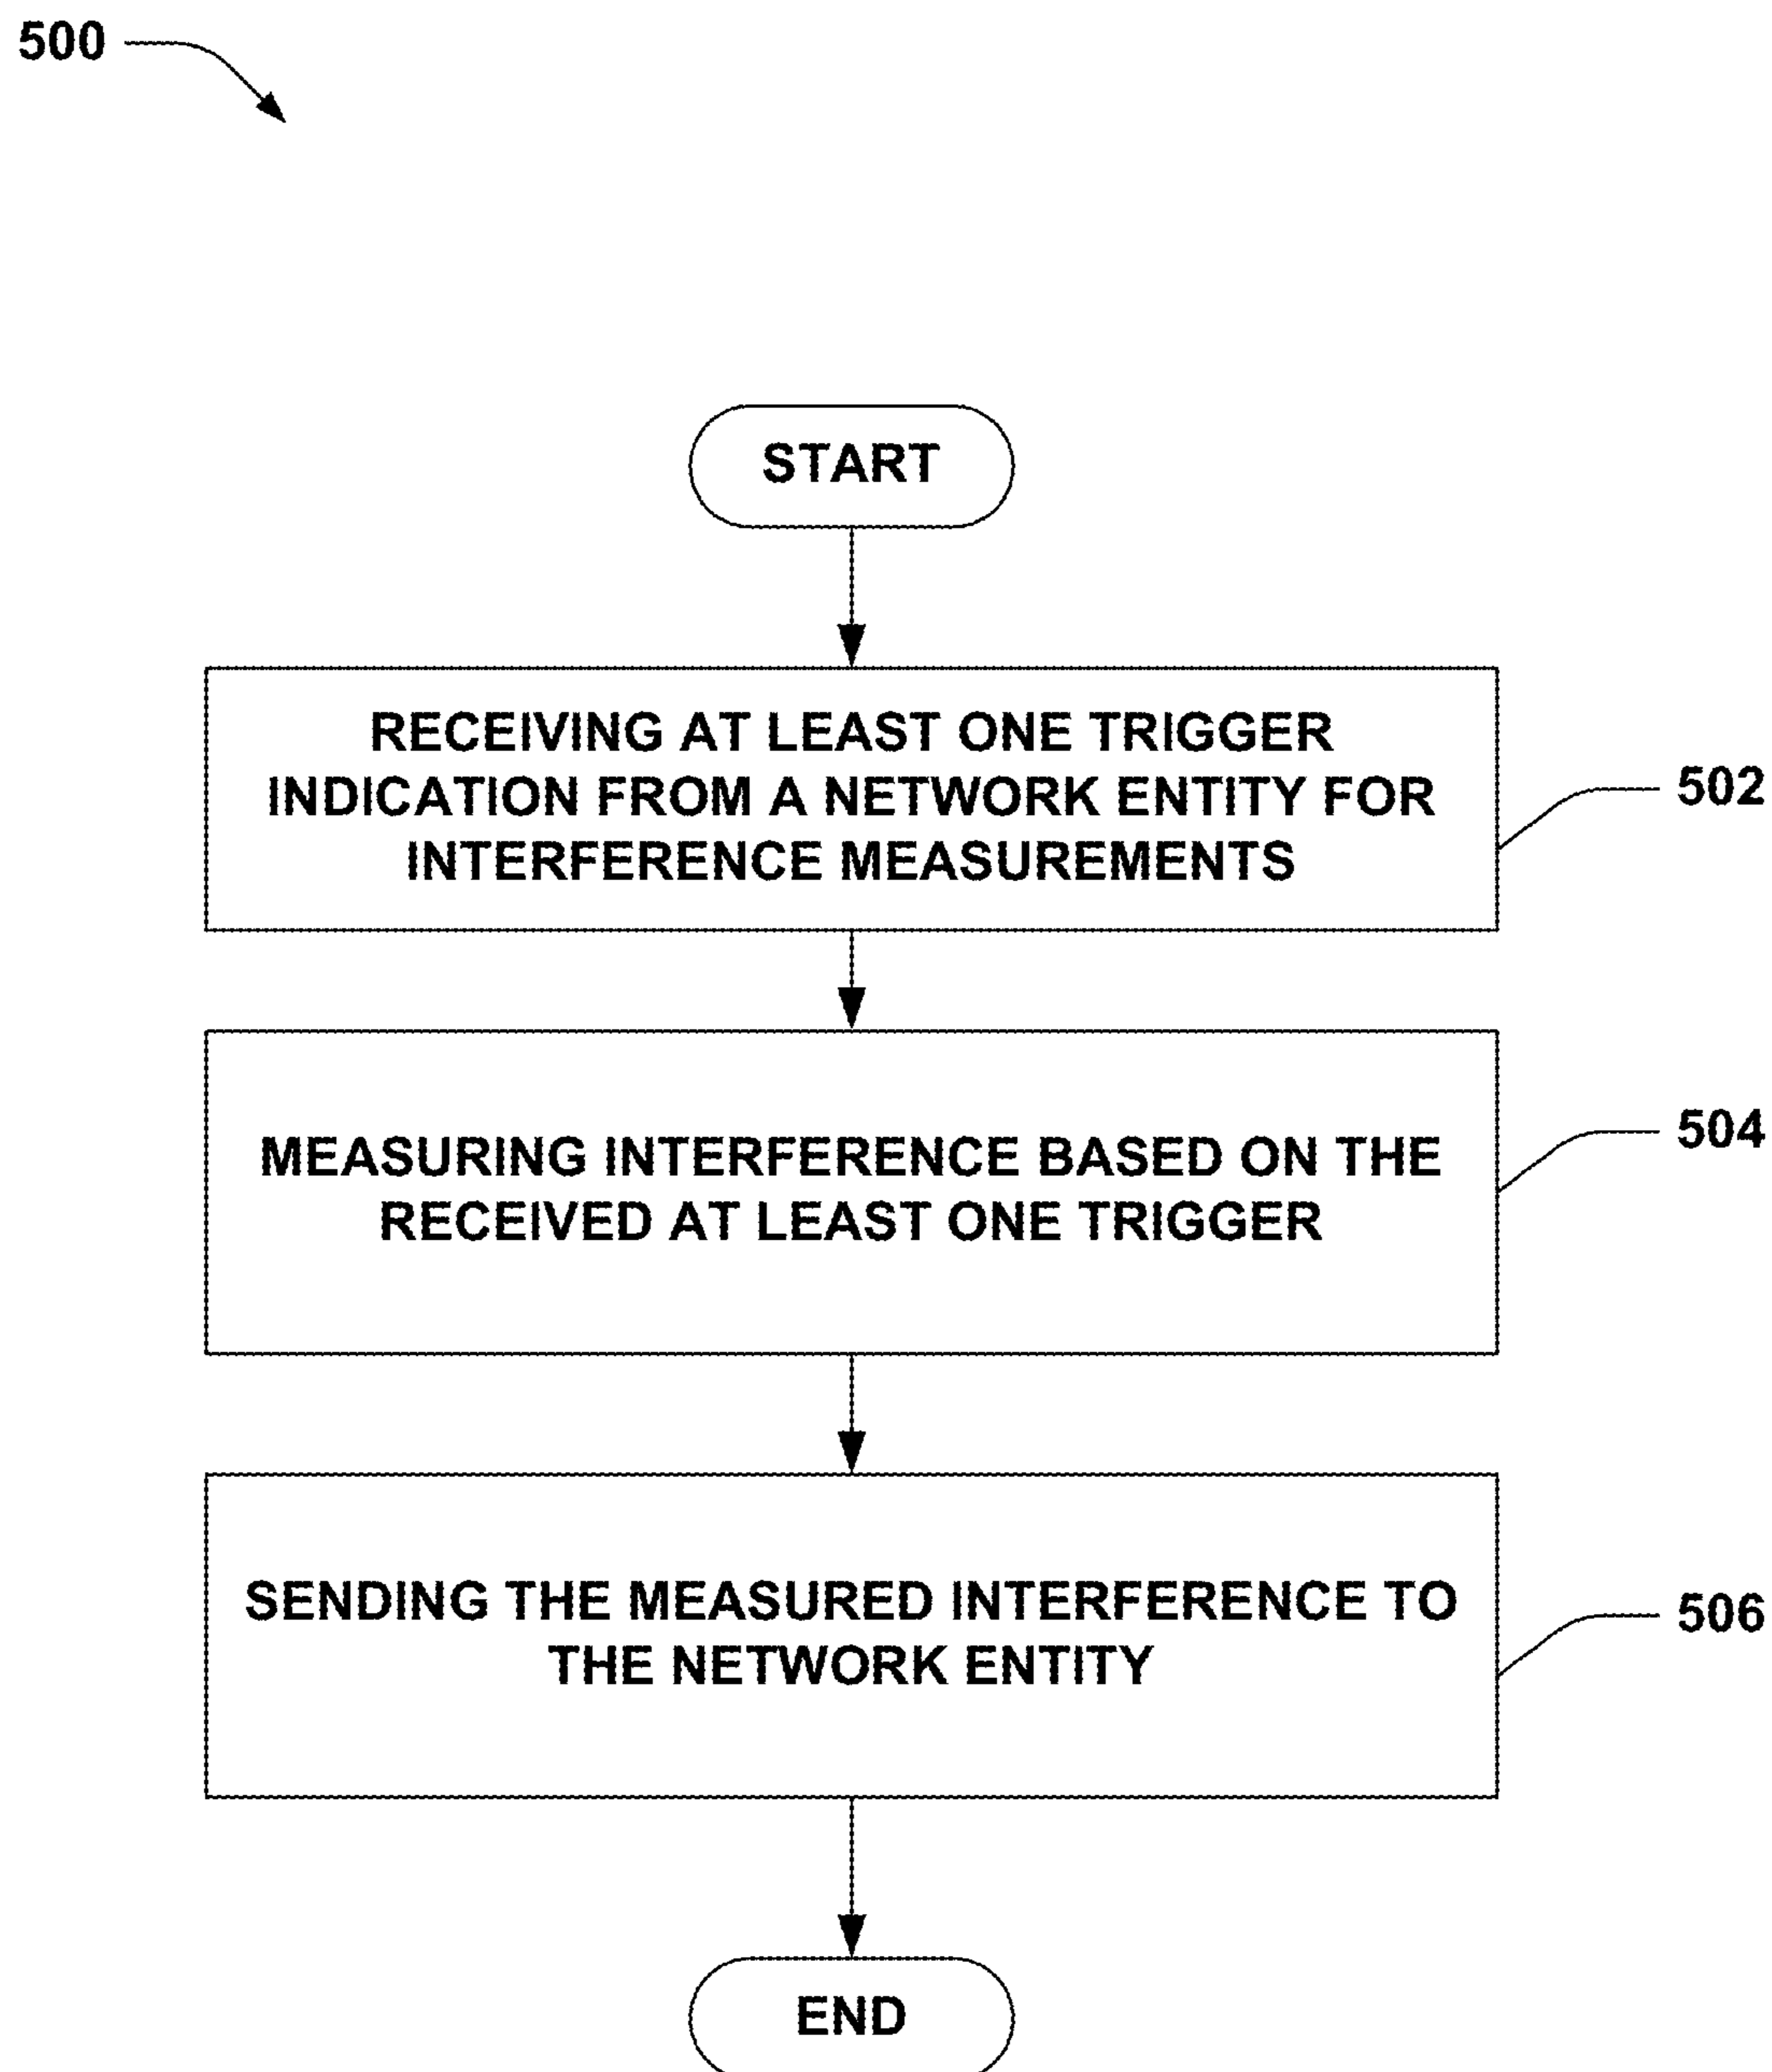 500
START
RECEIVING AT LEAST ONE TRIGGER
INDICATION FROM A NETWORK ENTITY FOR
INTERFERENCE MEASUREMENTS
502
MEASURING INTERFERENCE BASED ON THE
RECEIVED AT LEAST ONE TRIGGER
504
SENDING THE MEASURED INTERFERENCE TO
THE NETWORK ENTITY
506
END